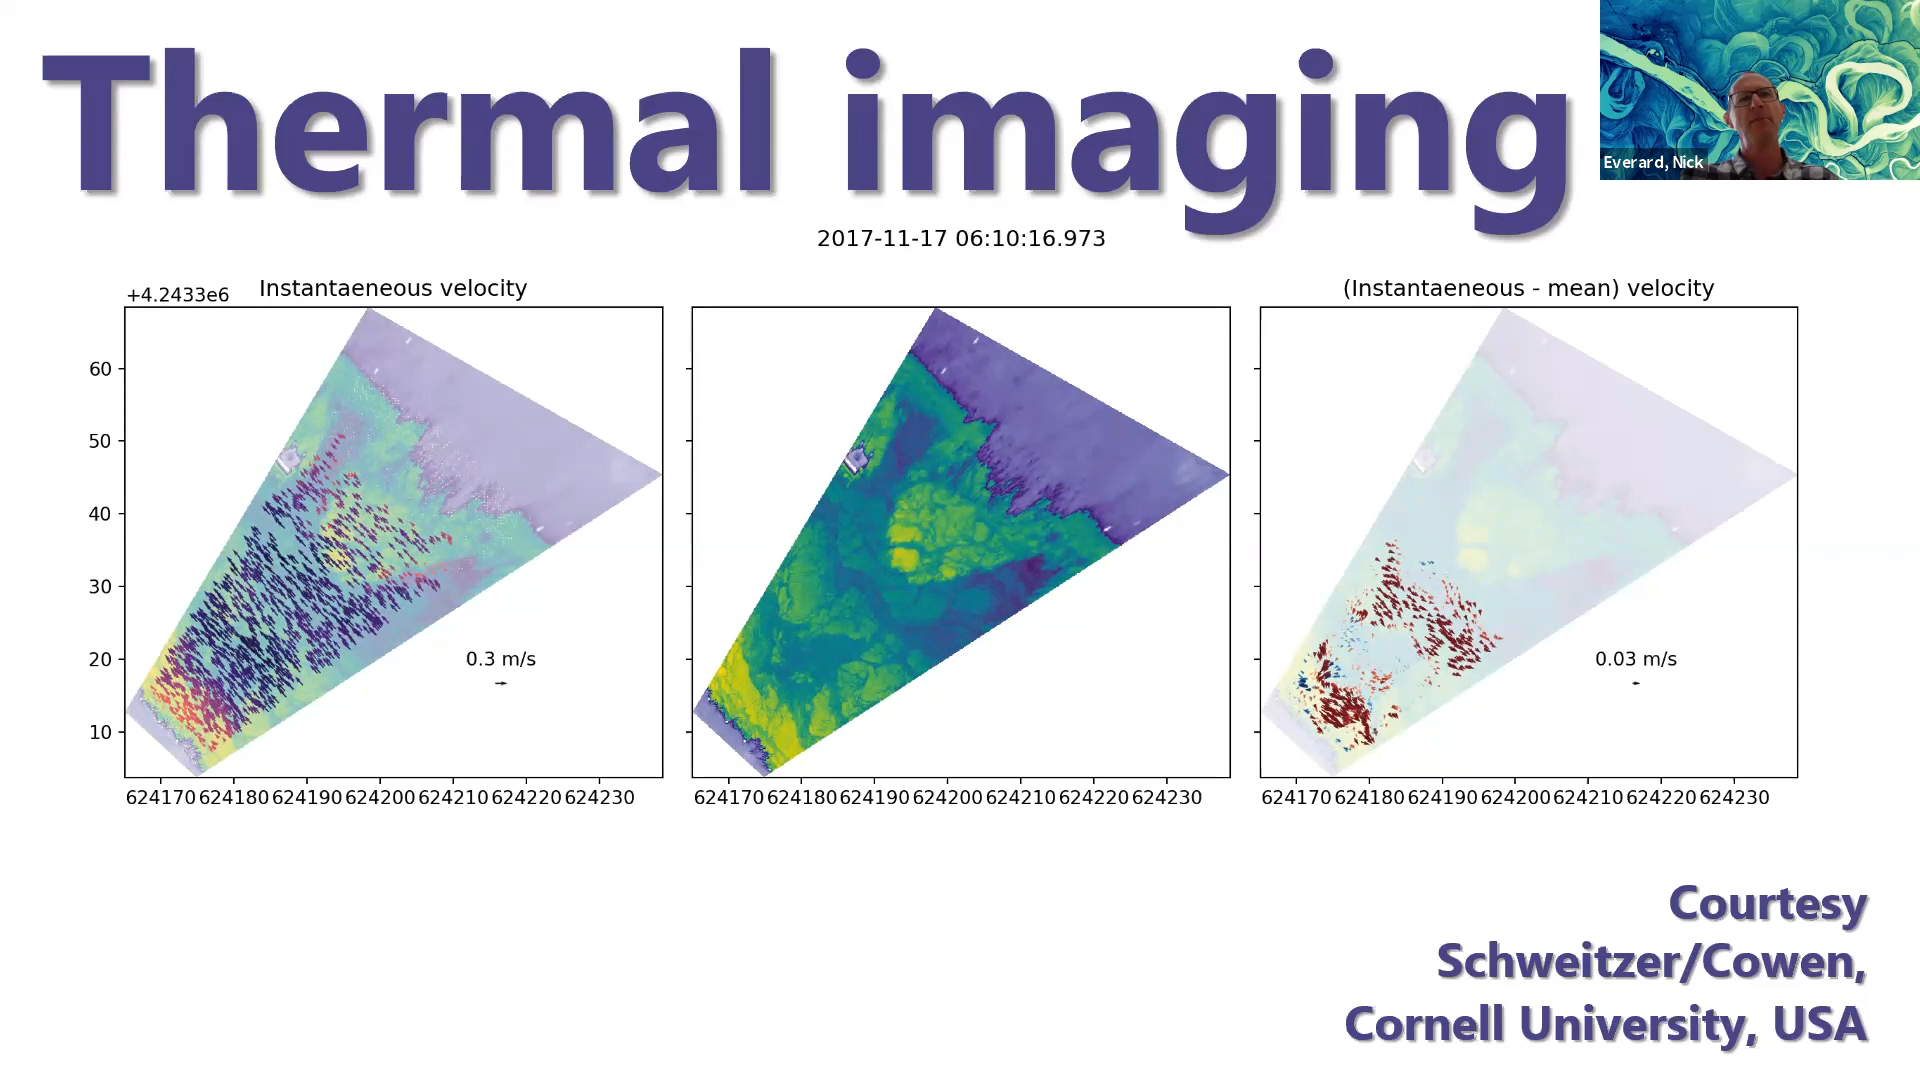 Thermal imaging
Everard, Nick
2017-11-17 06:10:16.973
+4.2433e6
Instantaeneous velocity
(Instantaeneous - mean) velocity
60
50
40
30
20
10
0.3 m/s
0.03 m/s
624170 624180 624190 624200 624210 624220 624230
624170 624180 624190 624200 624210 624220 624230
624170 624180 624190 624200 624210 624220 624230
Courtesy
Schweitzer/Cowen,
Cornell University, USA